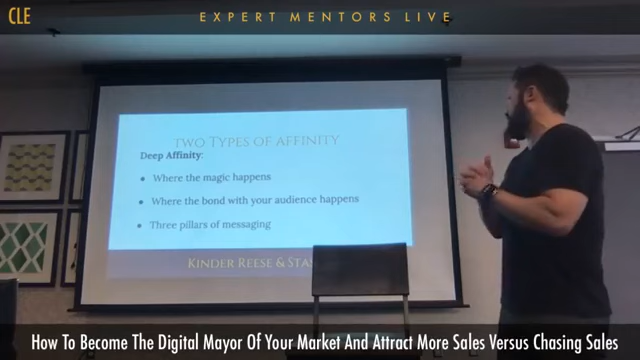 CLE
EXPERT MENTORS LIVE
TWO TYPES OF AFFINITY
Deep Affinity:
• Where the magic happens
• Where the bond with your audience happens
• Three pillars of messaging
KINDER REESE &
How To Become The Digital Mayor Of Your Market And Attract More Sales Versus Chasing Sales